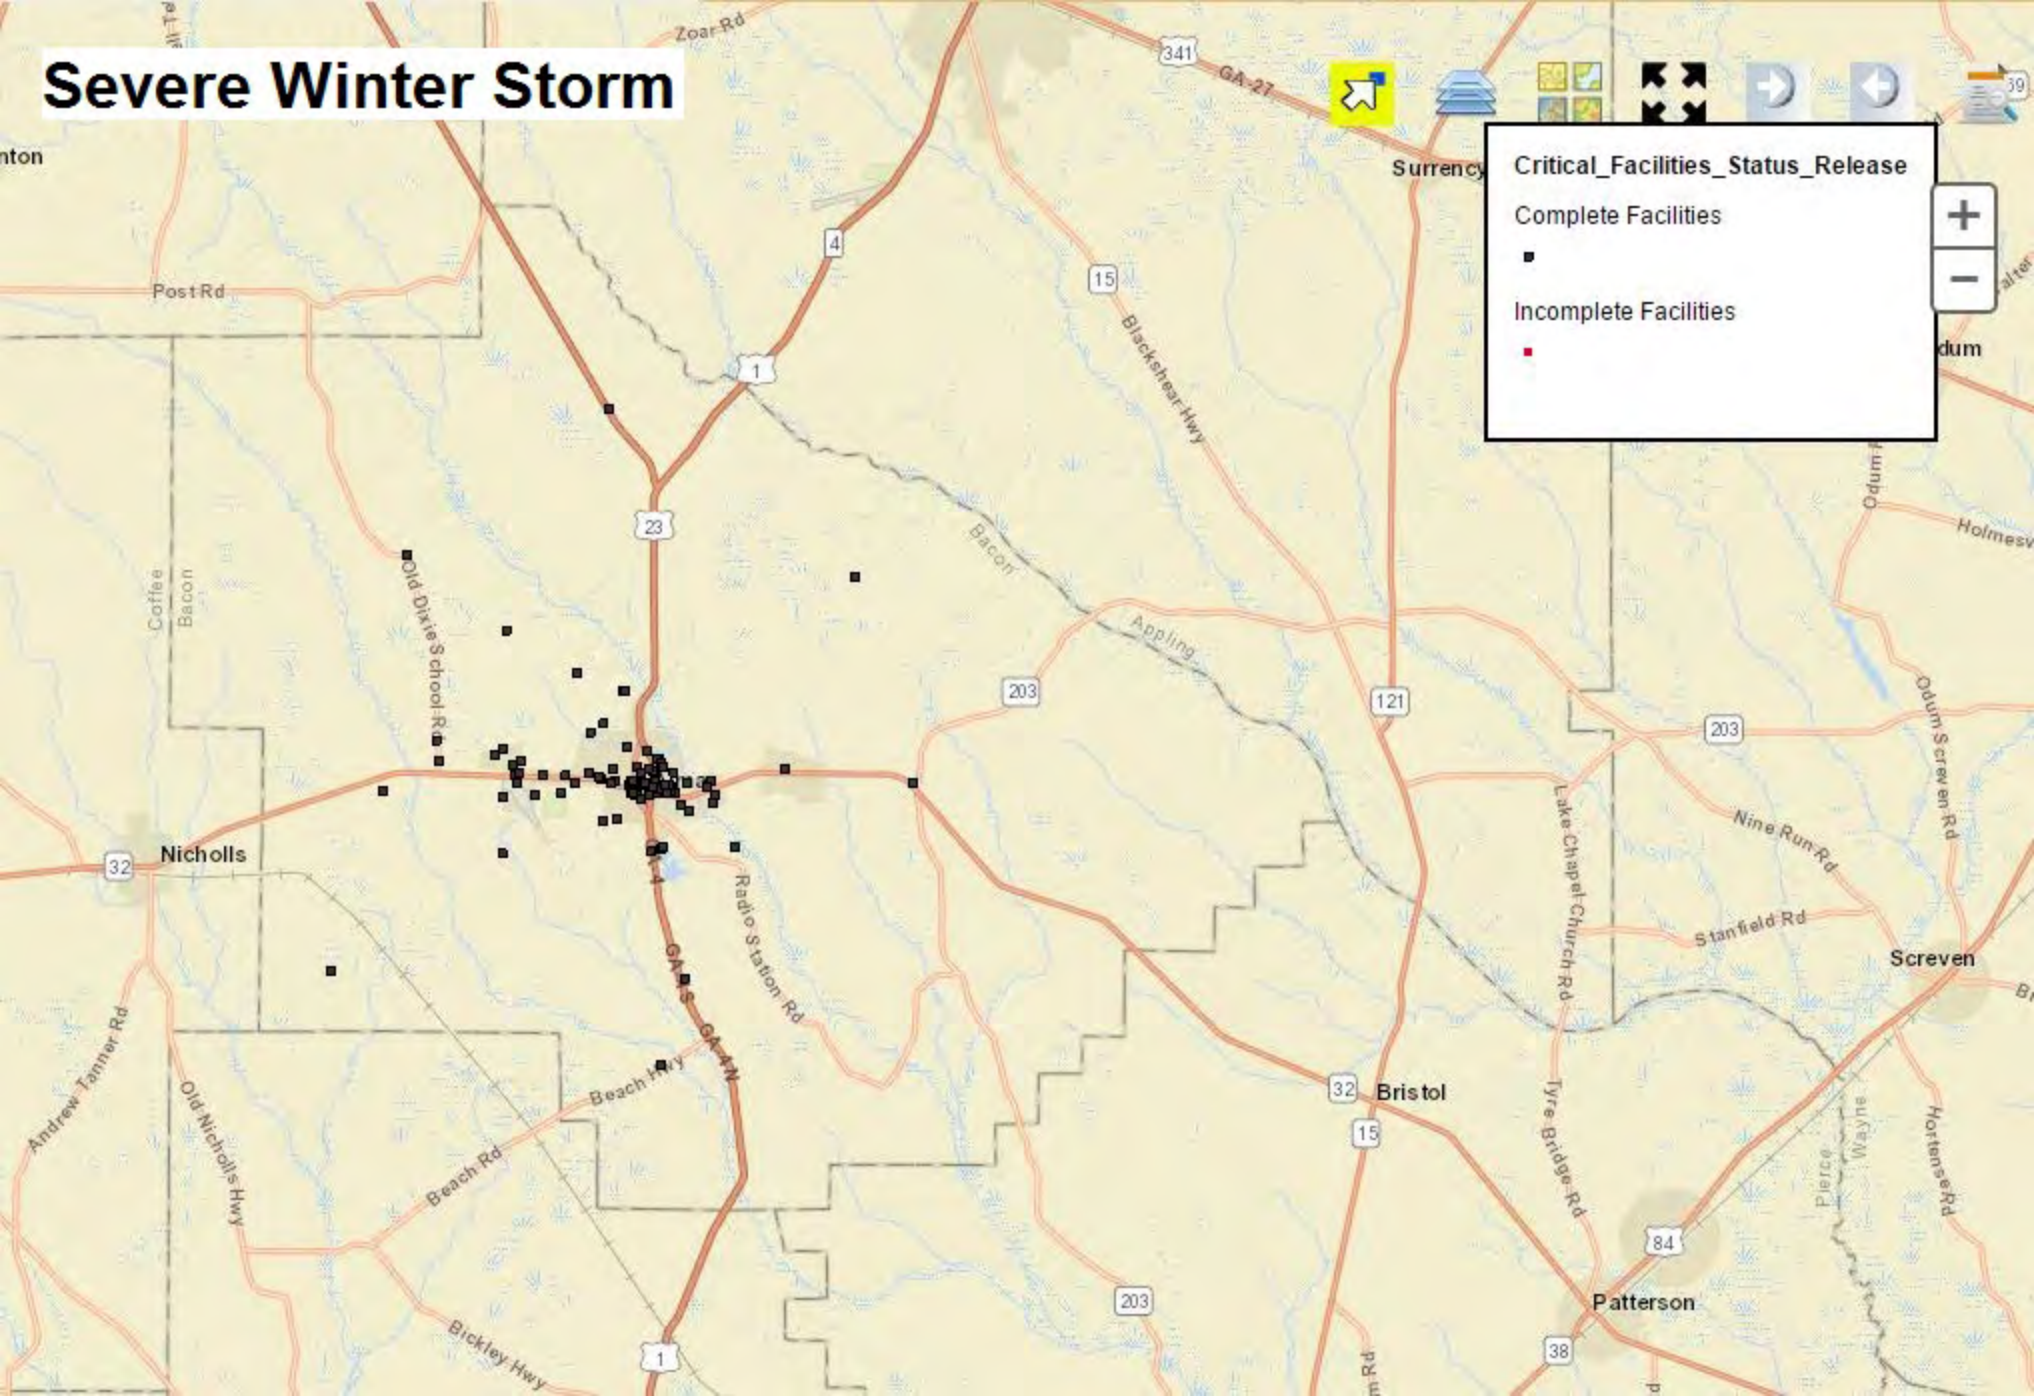 Severe Winter Storm
Zoar Rd
341
GA-27
Surrency
Critical_Facilities_Status_Release
Complete Facilities
Incomplete Facilities
+
−
nton
4
15
Post Rd
1
Blackshear Hwy
dum
23
Odum
Holmesv
Coffee
Bacon
Old Dixie School Rd
Bacon
Appling
203
121
203
Odum Screven Rd
Lake Chapel Church Rd
Nine Run Rd
32
Nicholls
Radio Station Rd
Stanfield Rd
Screven
GA-4 N
Beach Hwy
Andrew Tanner Rd
Old Nicholls Hwy
Beach Rd
32
Bristol
15
Tyre Bridge Rd
Pierce
Wayne
Hortense Rd
84
203
Patterson
Bickley Hwy
1
38